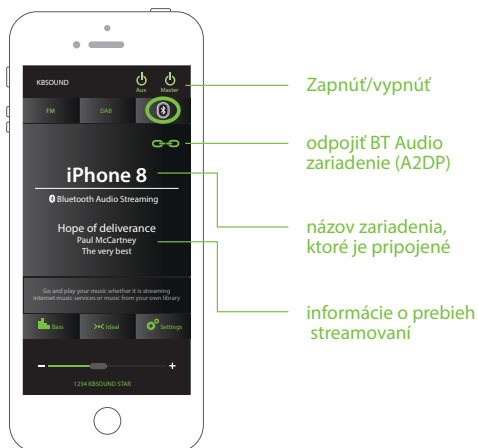 KBSOUND
Aux Master
FM DAB
iPhone 8
Bluetooth Audio Streaming
Hope of deliverance
Paul McCartney
The very best
Go and play your music whether it is streaming
Internet music services or music from your own library
Bass Ideal Settings
- +
1234 KBSOUND STAR
Zapnúť/vypnúť
odpojiť BT Audio
zariadenie (A2DP)
názov zariadenia,
ktoré je pripojené
informácie o prebieh
streamovaní